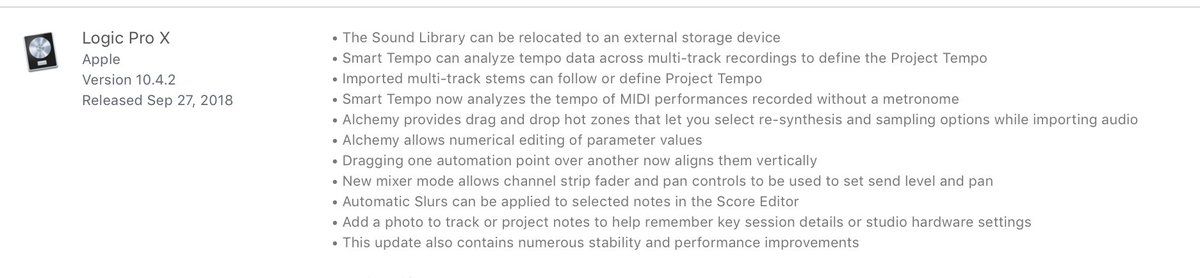 Logic Pro X
Apple
Version 10.4.2
Released Sep 27, 2018
• The Sound Library can be relocated to an external storage device
• Smart Tempo can analyze tempo data across multi-track recordings to define the Project Tempo
• Imported multi-track stems can follow or define Project Tempo
• Smart Tempo now analyzes the tempo of MIDI performances recorded without a metronome
• Alchemy provides drag and drop hot zones that let you select re-synthesis and sampling options while importing audio
• Alchemy allows numerical editing of parameter values
• Dragging one automation point over another now aligns them vertically
• New mixer mode allows channel strip fader and pan controls to be used to set send level and pan
• Automatic Slurs can be applied to selected notes in the Score Editor
• Add a photo to track or project notes to help remember key session details or studio hardware settings
• This update also contains numerous stability and performance improvements